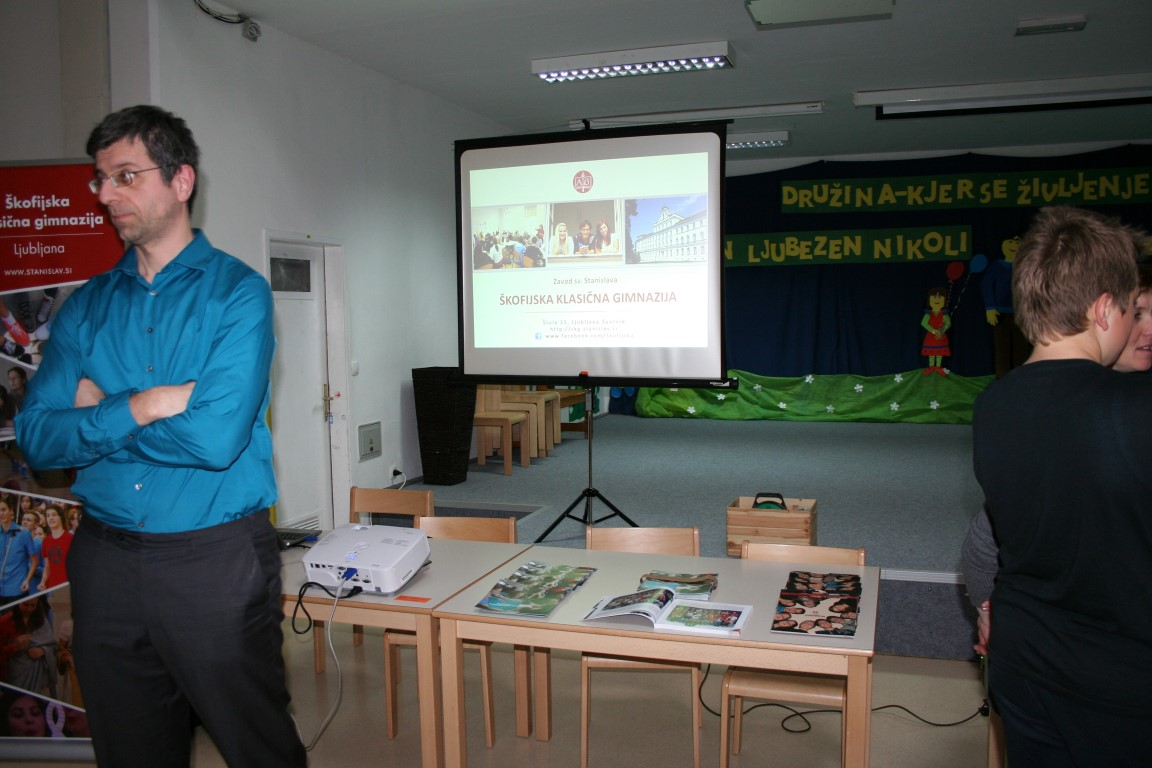 Škofijska
sična gimnazija
Ljubljana
WWW.STANISLAV.SI
Zavod sv. Stanislava
ŠKOFIJSKA KLASIČNA GIMNAZIJA
DRUŽINA-KJER SE ŽIVLJENJE
N LJUBEZEN NIKOLI